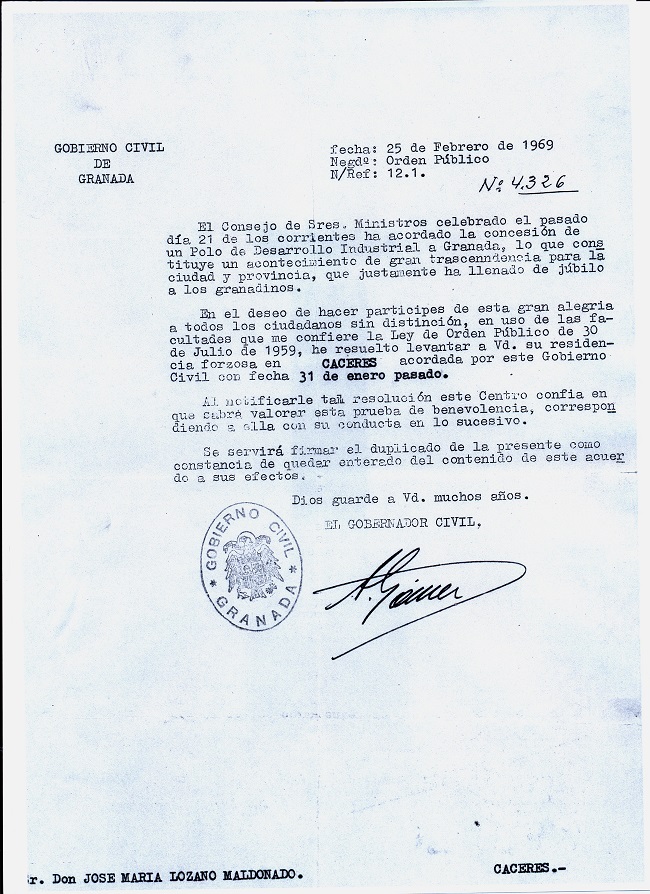 GOBIERNO CIVIL
DE
GRANADA
fecha: 25 de Febrero de 1969
Negdº: Orden Público
N/Ref: 12.1.
Nº 4.326
El Consejo de Sres. Ministros celebrado el pasado
día 21 de los corrientes ha acordado la concesión de
un Polo de Desarrollo Industrial a Granada, lo que cons
tituye un acontecimiento de gran trascenndencia para la
ciudad y provincia, que justamente ha llenado de júbilo
a los granadinos.
En el deseo de hacer participes de esta gran alegria
a todos los ciudadanos sin distinción, en uso de las fa-
cultades que me confiere la Ley de Orden Público de 30
de Julio de 1959, he resuelto levantar a Vd. su residen-
cia forzosa en CACERES acordada por este Gobierno
Civil con fecha 31 de enero pasado.
Al notificarle tal resolución este Centro confia en
que sabrá valorar esta prueba de benevolencia, correspon
diendo a ella con su conducta en lo sucesivo.
Se servirá firmar el duplicado de la presente como
constancia de quedar enterado del contenido de este acuer
do a sus efectos.-
Dios guarde a Vd. muchos años.
EL GOBERNADOR CIVIL,
GOBIERNO CIVIL
* GRANADA *
r. Don JOSE MARIA LOZANO MALDONADO.
CACERES.-